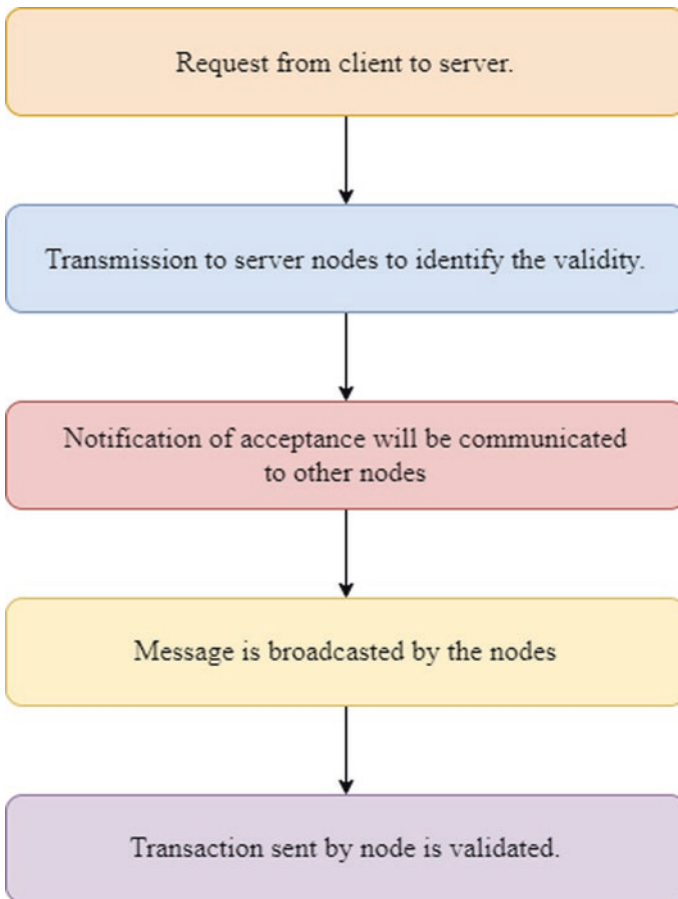 Request from client to server.
Transmission to server nodes to identify the validity.
Notification of acceptance will be communicated
to other nodes
Message is broadcasted by the nodes
Transaction sent by node is validated.